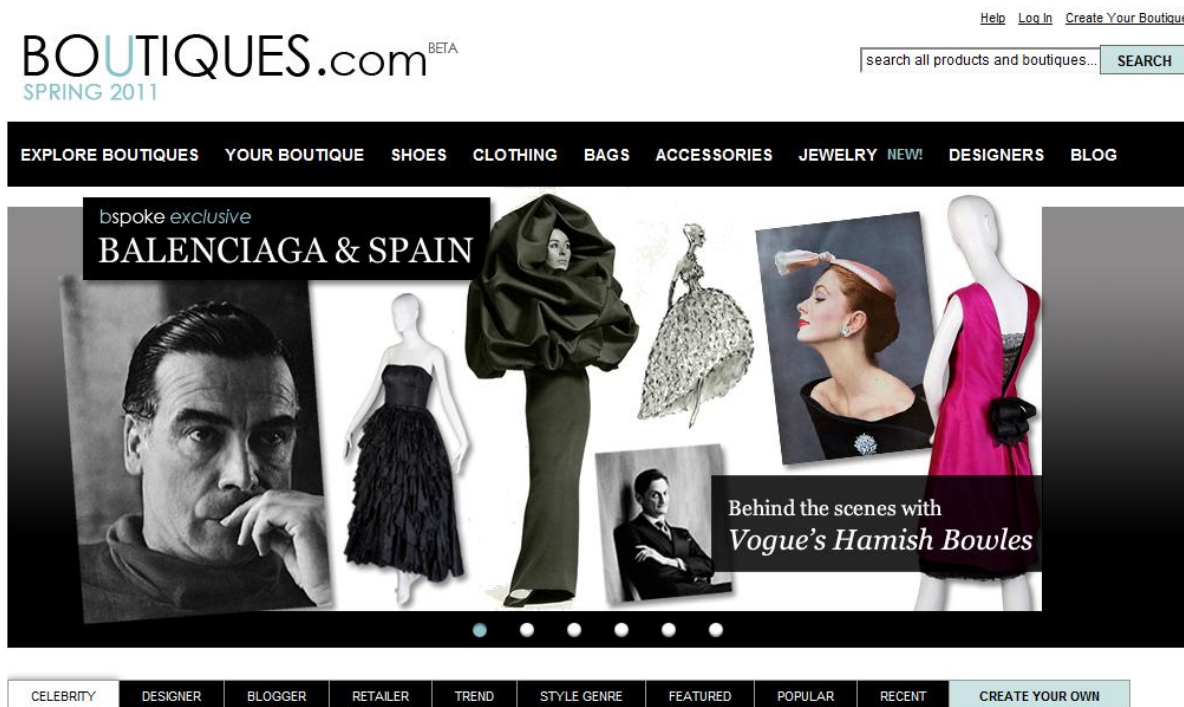 Help Log In Create Your Boutique
BOUTIQUES.com BETA
SPRING 2011
search all products and boutiques... SEARCH
EXPLORE BOUTIQUES YOUR BOUTIQUE SHOES CLOTHING BAGS ACCESSORIES JEWELRY NEW! DESIGNERS BLOG
bspoke exclusive
BALENCIAGA & SPAIN
Behind the scenes with
Vogue's Hamish Bowles
CELEBRITY DESIGNER BLOGGER RETAILER TREND STYLE GENRE FEATURED POPULAR RECENT CREATE YOUR OWN